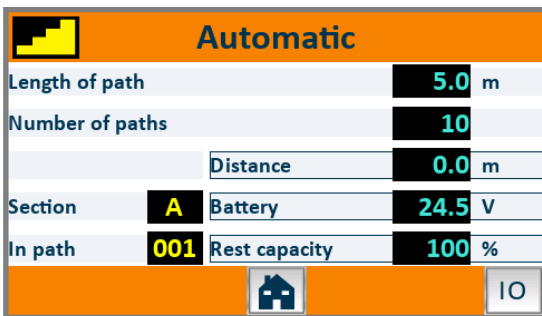 Automatic
Length of path 5.0 m
Number of paths 10
Distance 0.0 m
Section A Battery 24.5 V
In path 001 Rest capacity 100 %
IO